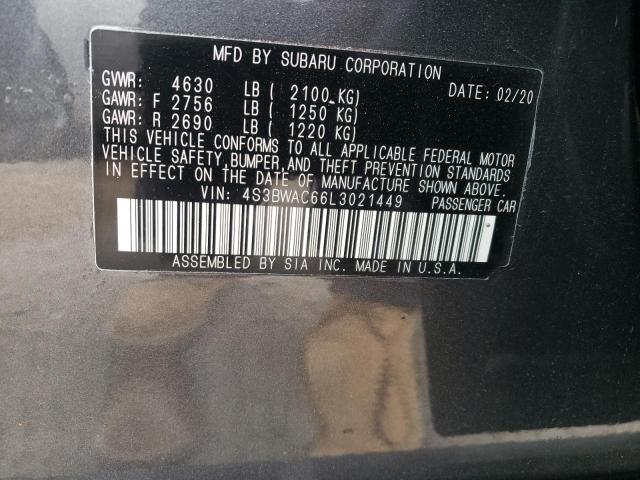 MFD BY SUBARU CORPORATION
GVWR: 4630 LB ( 2100 KG) DATE: 02/20
GAWR: F 2756 LB ( 1250 KG)
GAWR: R 2690 LB ( 1220 KG)
THIS VEHICLE CONFORMS TO ALL APPLICABLE FEDERAL MOTOR
VEHICLE SAFETY, BUMPER, AND THEFT PREVENTION STANDARDS
IN EFFECT ON THE DATE OF MANUFACTURE SHOWN ABOVE.
VIN: 4S3BWAC66L3021449 PASSENGER CAR
ASSEMBLED BY SIA INC. MADE IN U.S.A.